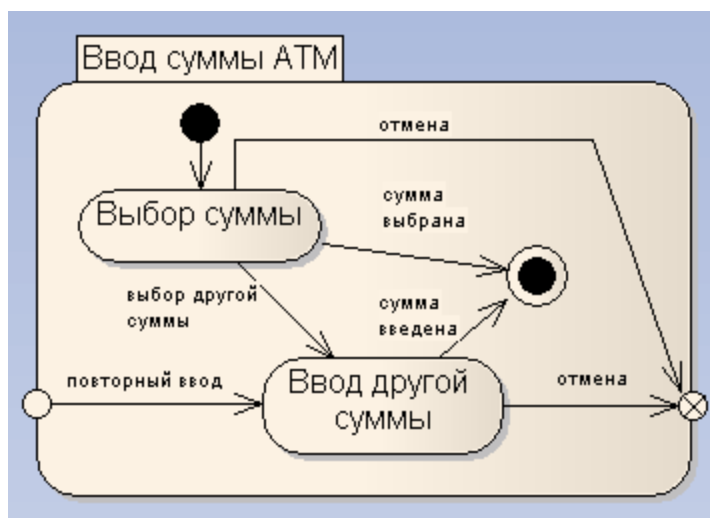 Ввод суммы АТМ
отмена
Выбор суммы
сумма
выбрана
выбор другой
суммы
сумма
введена
повторный ввод
Ввод другой
суммы
отмена